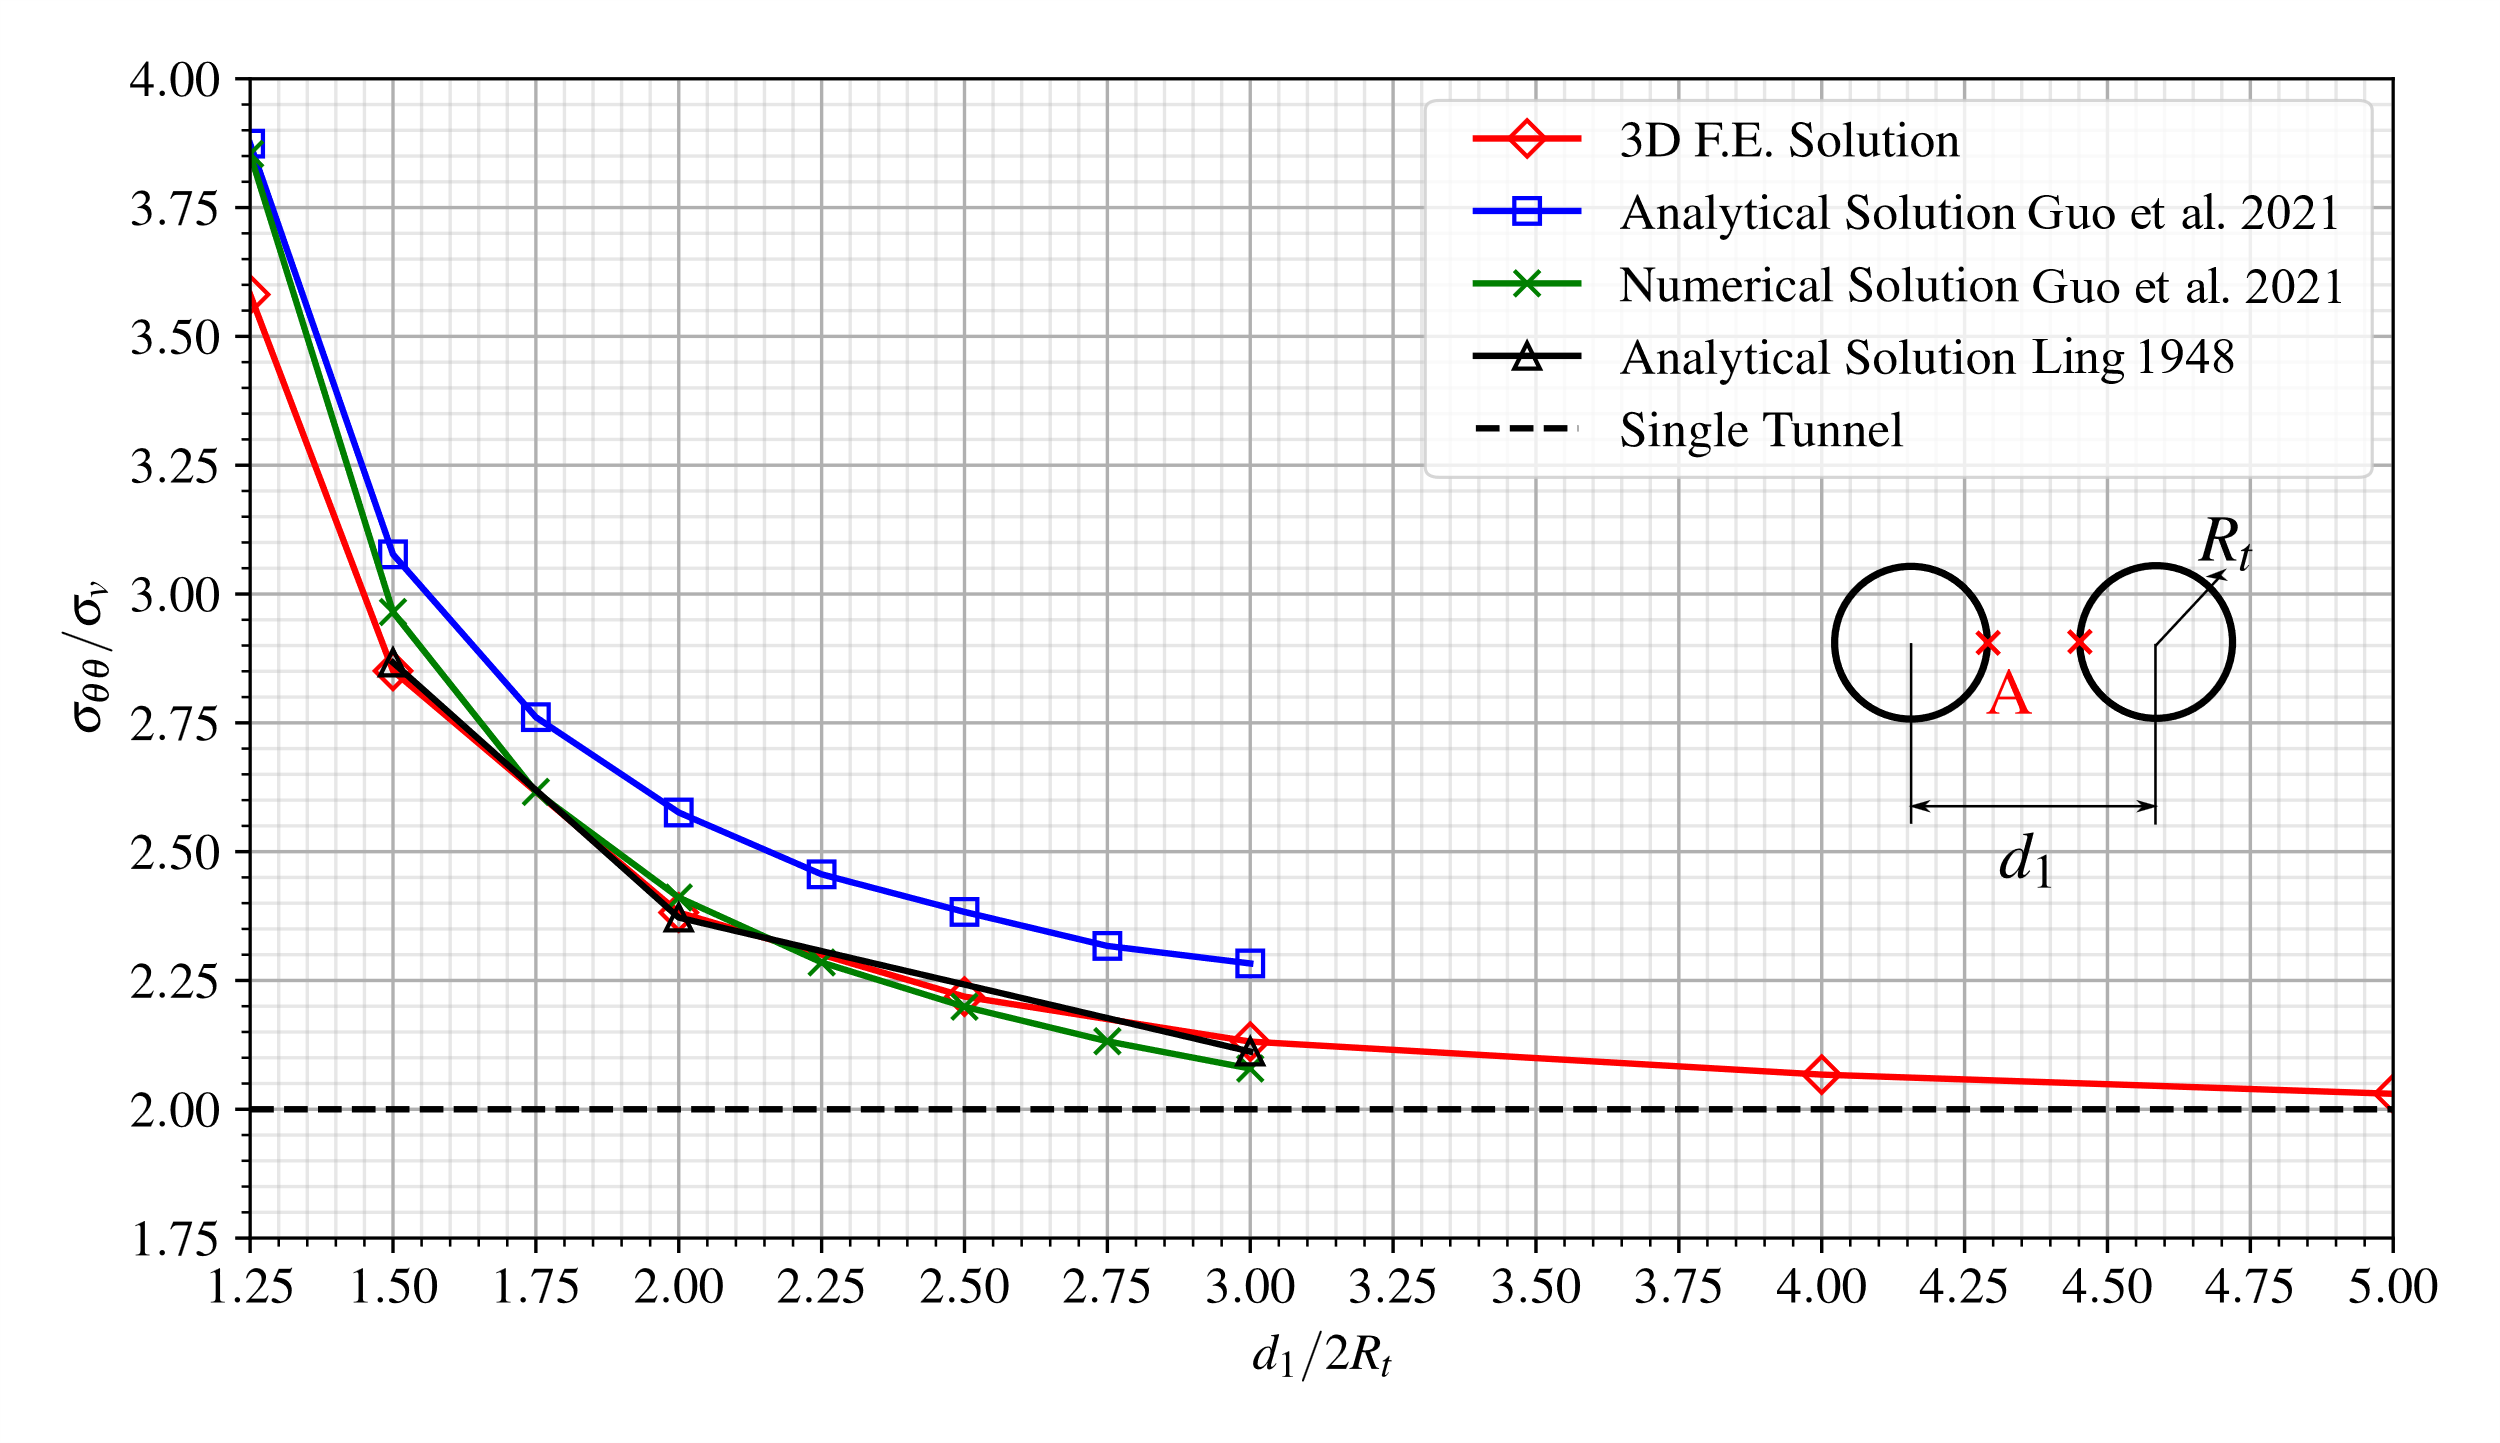 4.00
3.75
3.50
3.25
3.00
2.75
2.50
2.25
2.00
1.75
σθθ/σv
3D F.E. Solution
Analytical Solution Guo et al. 2021
Numerical Solution Guo et al. 2021
Analytical Solution Ling 1948
Single Tunnel
Rt
A
d1
1.25 1.50 1.75 2.00 2.25 2.50 2.75 3.00 3.25 3.50 3.75 4.00 4.25 4.50 4.75 5.00
d1/2Rt